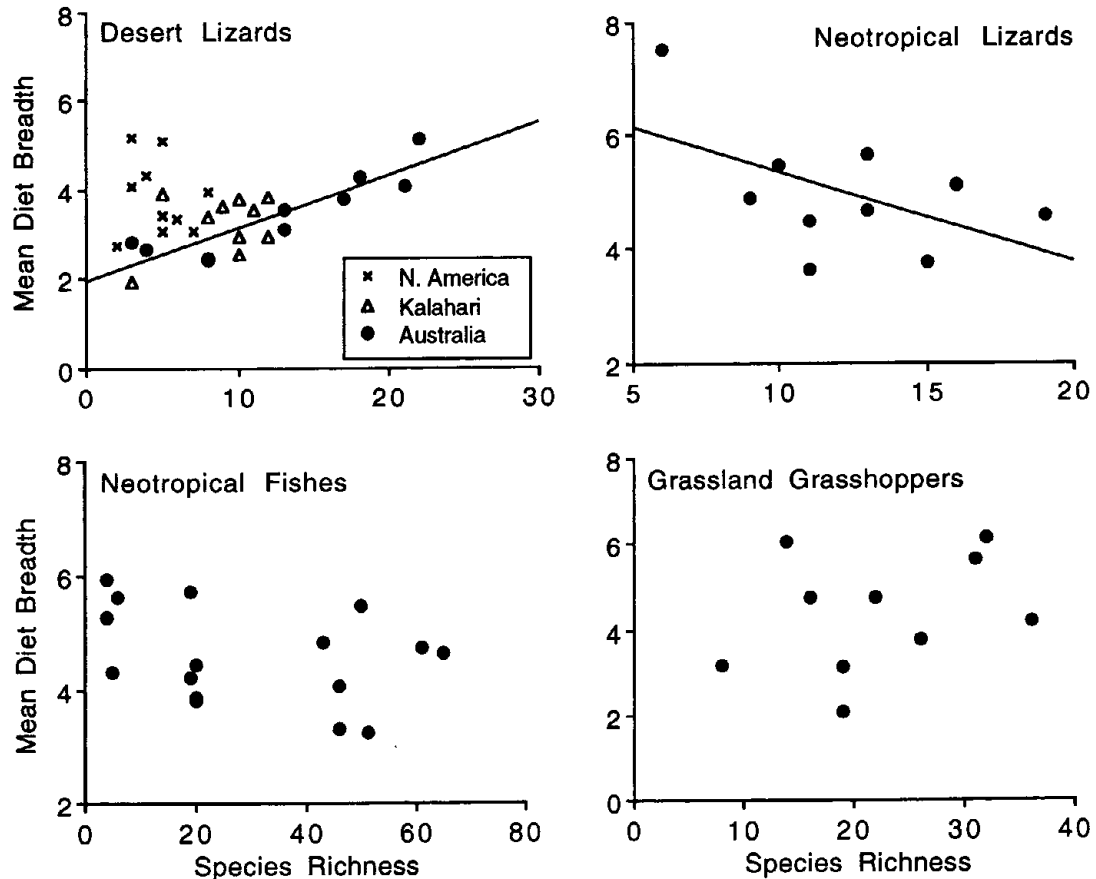 Desert Lizards
Mean Diet Breadth
8
6
4
2
0
× N. America
Kalahari
Australia
0 10 20 30
Neotropical Lizards
8
6
4
2
5 10 15 20
Neotropical Fishes
Mean Diet Breadth
8
6
4
2
0 20 40 60 80
Species Richness
Grassland Grasshoppers
8
6
4
2
0
0 10 20 30 40
Species Richness